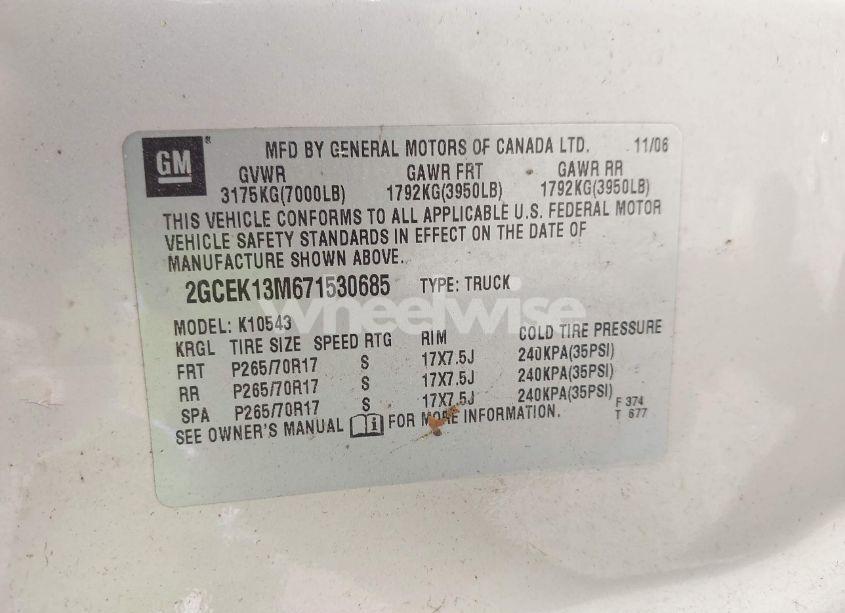 GM ® MFD BY GENERAL MOTORS OF CANADA LTD. 11/06
GVWR GAWR FRT GAWR RR
3175KG(7000LB) 1792KG(3950LB) 1792KG(3950LB)
THIS VEHICLE CONFORMS TO ALL APPLICABLE U.S. FEDERAL MOTOR
VEHICLE SAFETY STANDARDS IN EFFECT ON THE DATE OF
MANUFACTURE SHOWN ABOVE.
2GCEK13M671530685 TYPE: TRUCK
wheelwise
MODEL: K10543
KRGL TIRE SIZE SPEED RTG RIM COLD TIRE PRESSURE
FRT P265/70R17 S 17X7.5J 240KPA(35PSI)
RR P265/70R17 S 17X7.5J 240KPA(35PSI)
SPA P265/70R17 S 17X7.5J 240KPA(35PSI)
SEE OWNER'S MANUAL FOR MORE INFORMATION.
F 374
T 677